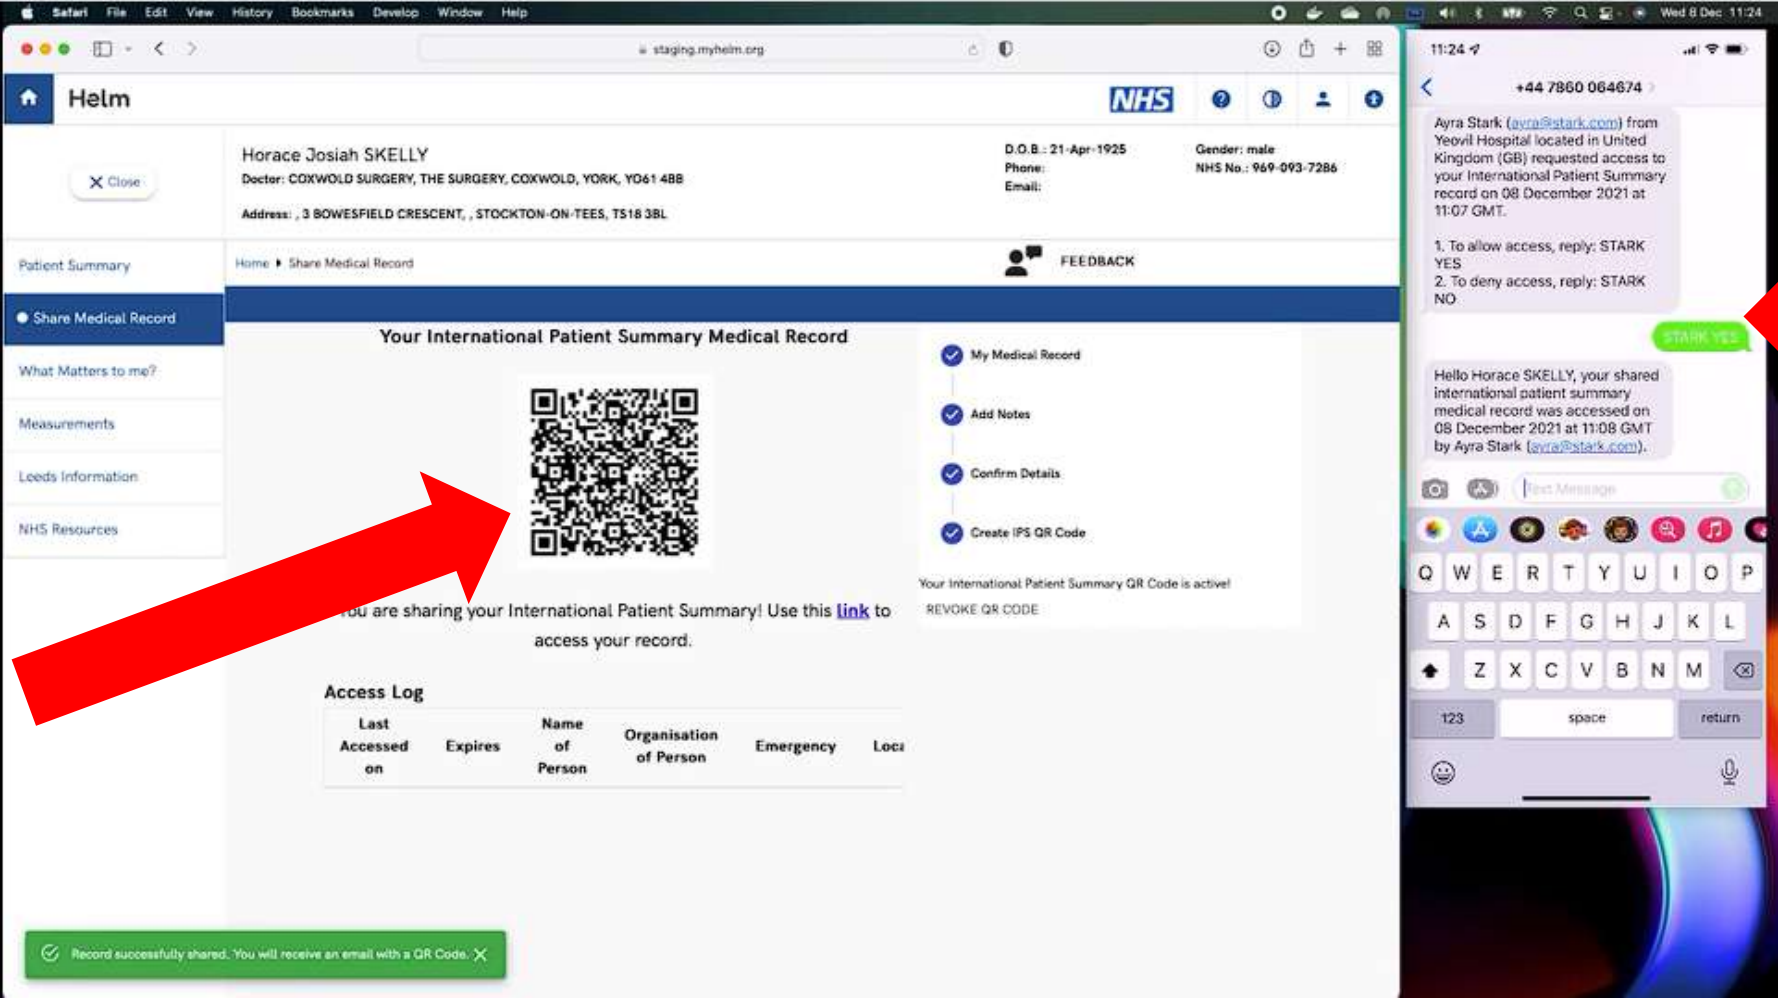 Safari File Edit View History Bookmarks Develop Window Help
Wed 8 Dec 11:24
staging.myhelm.org
Helm
NHS
Close
Horace Josiah SKELLY
Doctor: COXWOLD SURGERY, THE SURGERY, COXWOLD, YORK, YO61 4BB
Address: , 3 BOWESFIELD CRESCENT, , STOCKTON-ON-TEES, TS18 3BL
D.O.B.: 21-Apr-1925
Phone:
Email:
Gender: male
NHS No.: 969-093-7286
Patient Summary
Share Medical Record
What Matters to me?
Measurements
Leeds Information
NHS Resources
Home Share Medical Record
FEEDBACK
Your International Patient Summary Medical Record
You are sharing your International Patient Summary! Use this link to
access your record.
My Medical Record
Add Notes
Confirm Details
Create IPS QR Code
Your International Patient Summary QR Code is active!
REVOKE QR CODE
Access Log
Last
Accessed
on
Expires
Name
of
Person
Organisation
of Person
Emergency
Loca
Record successfully shared. You will receive an email with a QR Code.
11:24
+44 7860 064674
Ayra Stark (ayra@stark.com) from
Yeovil Hospital located in United
Kingdom (GB) requested access to
your International Patient Summary
record on 08 December 2021 at
11:07 GMT.
1. To allow access, reply: STARK
YES
2. To deny access, reply: STARK
NO
STARK YES
Hello Horace SKELLY, your shared
international patient summary
medical record was accessed on
08 December 2021 at 11:08 GMT
by Ayra Stark (ayra@stark.com).
Text Message
Q W E R T Y U I O P
A S D F G H J K L
Z X C V B N M
123 space return